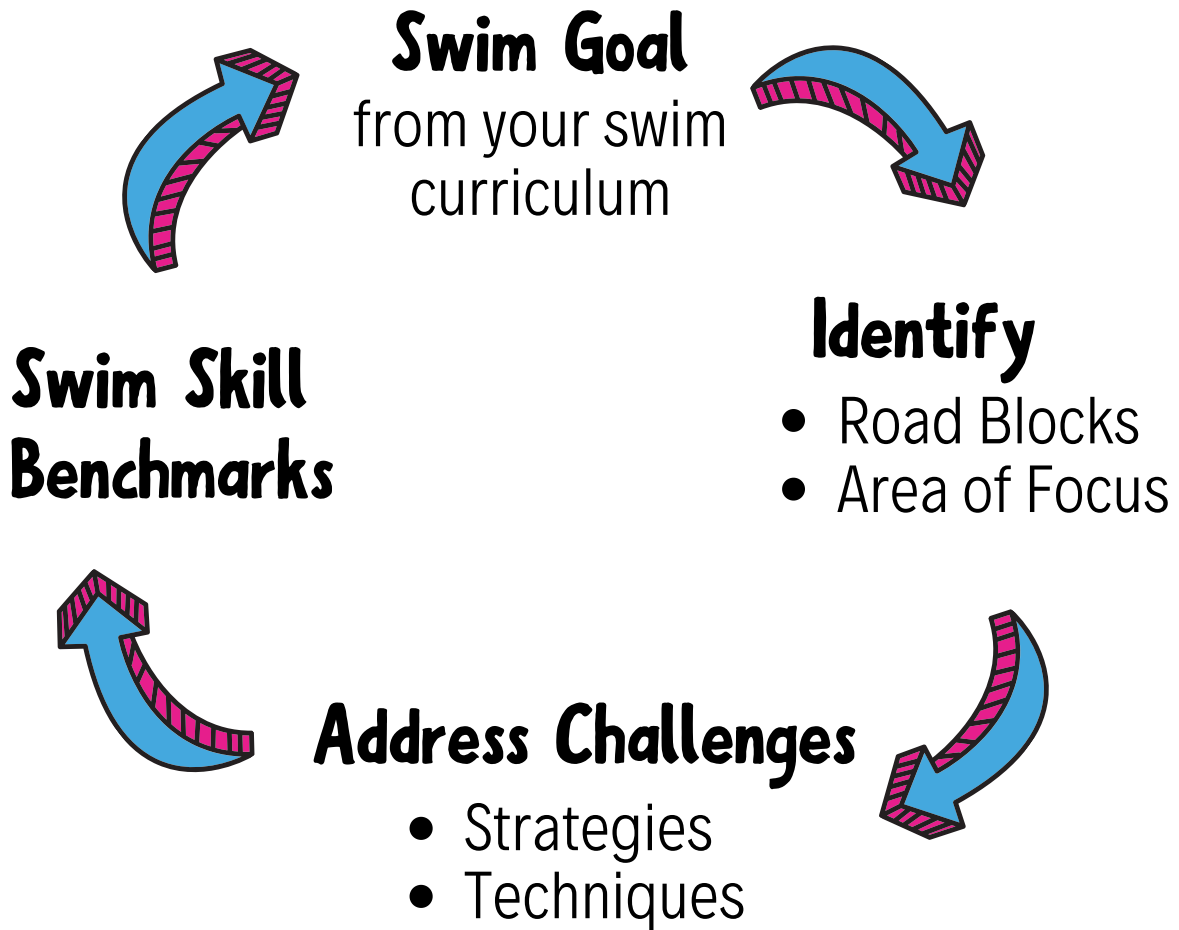 Swim Goal
from your swim
curriculum
Identify
• Road Blocks
• Area of Focus
Address Challenges
• Strategies
• Techniques
Swim Skill
Benchmarks